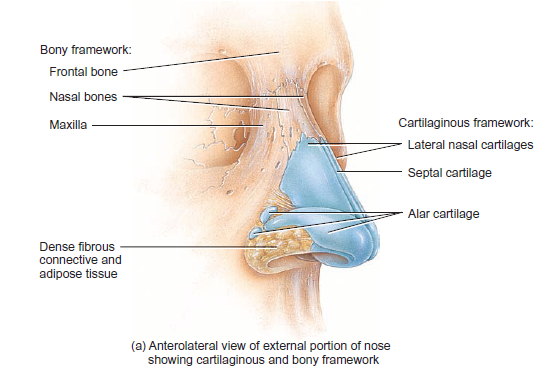 Bony framework:
Frontal bone
Nasal bones
Maxilla
Cartilaginous framework:
Lateral nasal cartilages
Septal cartilage
Alar cartilage
Dense fibrous
connective and
adipose tissue
(a) Anterolateral view of external portion of nose
showing cartilaginous and bony framework